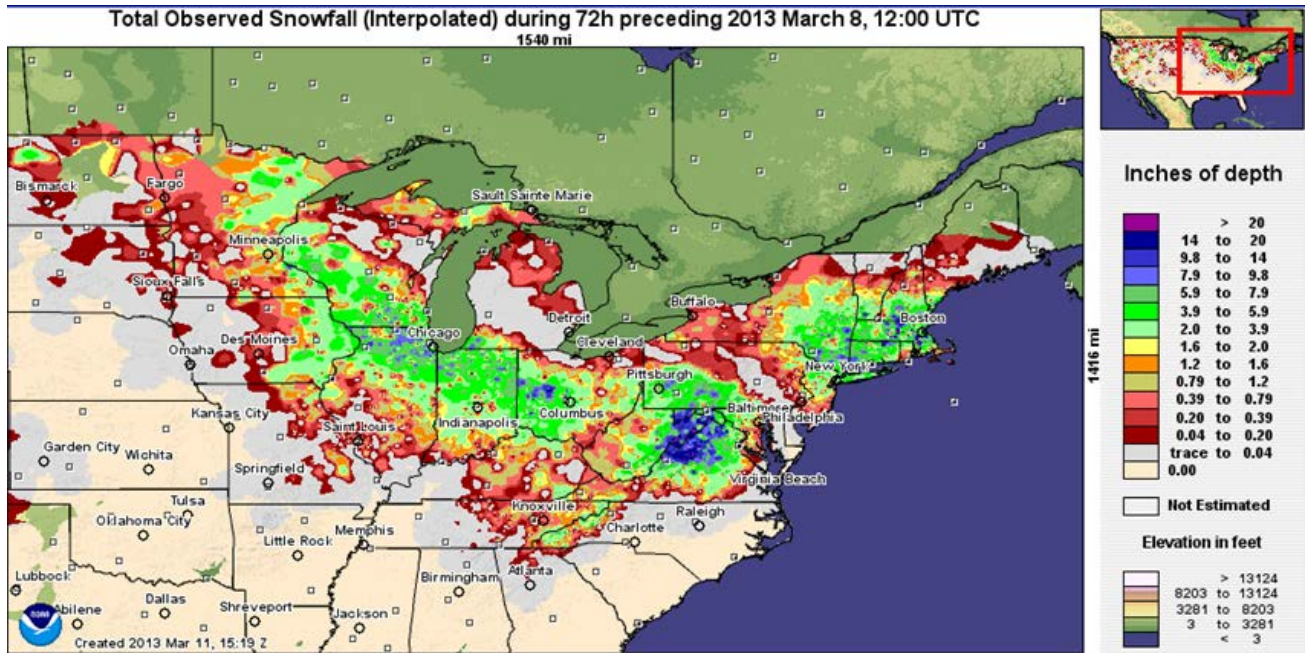 Total Observed Snowfall (Interpolated) during 72h preceding 2013 March 8, 12:00 UTC
1540 mi
Bismarck
Fargo
Sault Sainte Marie
Minneapolis
Sioux Falls
Buffalo
Boston
Detroit
Chicago
Cleveland
Des Moines
Omaha
Pittsburgh
New York
Columbus
Baltimore
Philadelphia
Kansas City
Indianapolis
Saint Louis
Garden City
Wichita
Springfield
Virginia Beach
Tulsa
Knoxville
Raleigh
Oklahoma City
Charlotte
Memphis
Little Rock
Birmingham
Atlanta
Lubbock
Abilene
Dallas
Shreveport
Jackson
Created 2013 Mar 11, 15:19 Z
1416 mi
Inches of depth
> 20
14 to 20
9.8 to 14
7.9 to 9.8
5.9 to 7.9
3.9 to 5.9
2.0 to 3.9
1.6 to 2.0
1.2 to 1.6
0.79 to 1.2
0.39 to 0.79
0.20 to 0.39
0.04 to 0.20
trace to 0.04
0.00
Not Estimated
Elevation in feet
> 13124
8203 to 13124
3281 to 8203
3 to 3281
< 3